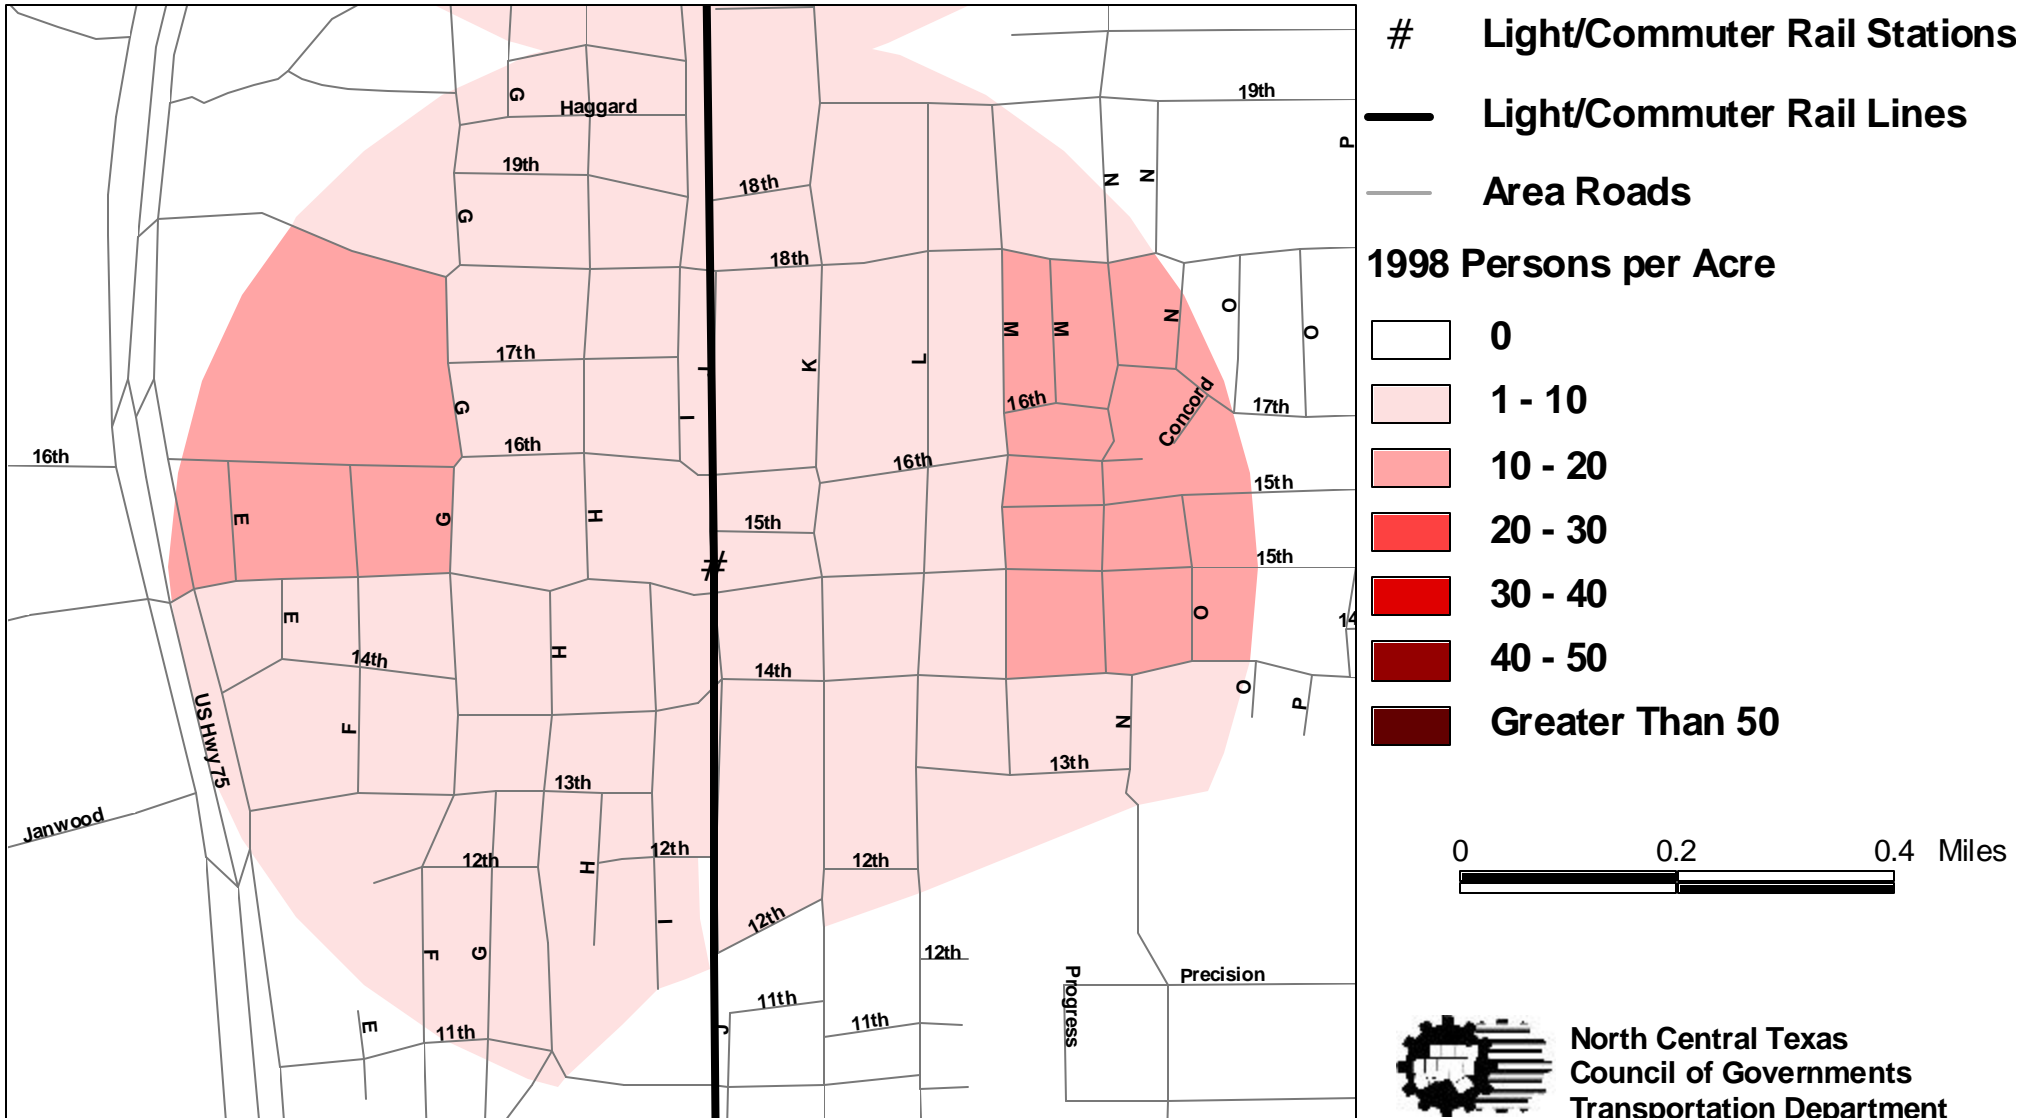 # Light/Commuter Rail Stations
Light/Commuter Rail Lines
Area Roads
1998 Persons per Acre
0
1 - 10
10 - 20
20 - 30
30 - 40
40 - 50
Greater Than 50
0 0.2 0.4 Miles
North Central Texas
Council of Governments
Transportation Department
G
Haggard
19th
P
19th
18th
N
N
G
18th
O
N
M
M
O
17th
K
L
G
I
16th
Concord
17th
16th
16th
16th
15th
E
G
H
15th
#
15th
E
O
14
H
14th
14th
O
P
US Hwy 75
F
N
13th
13th
Janwood
12th
H
12th
12th
I
12th
F
G
12th
Progress
Precision
11th
E
11th
J
11th